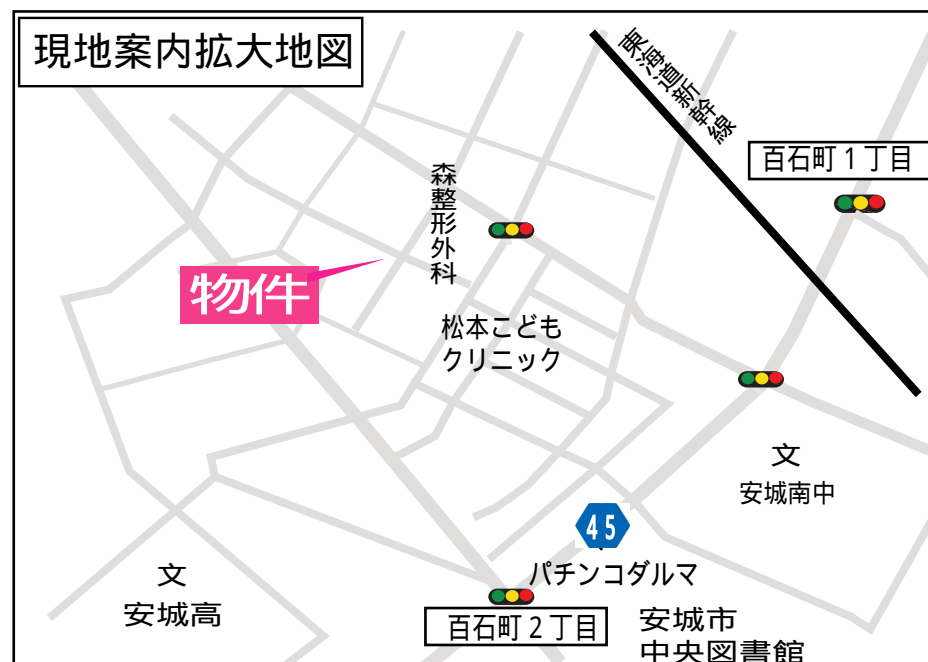 現地案内拡大地図
東海道新幹線
百石町1丁目
森整形外科
物件
松本こども
クリニック
文
安城南中
45
パチンコダルマ
文
安城高
百石町2丁目
安城市
中央図書館